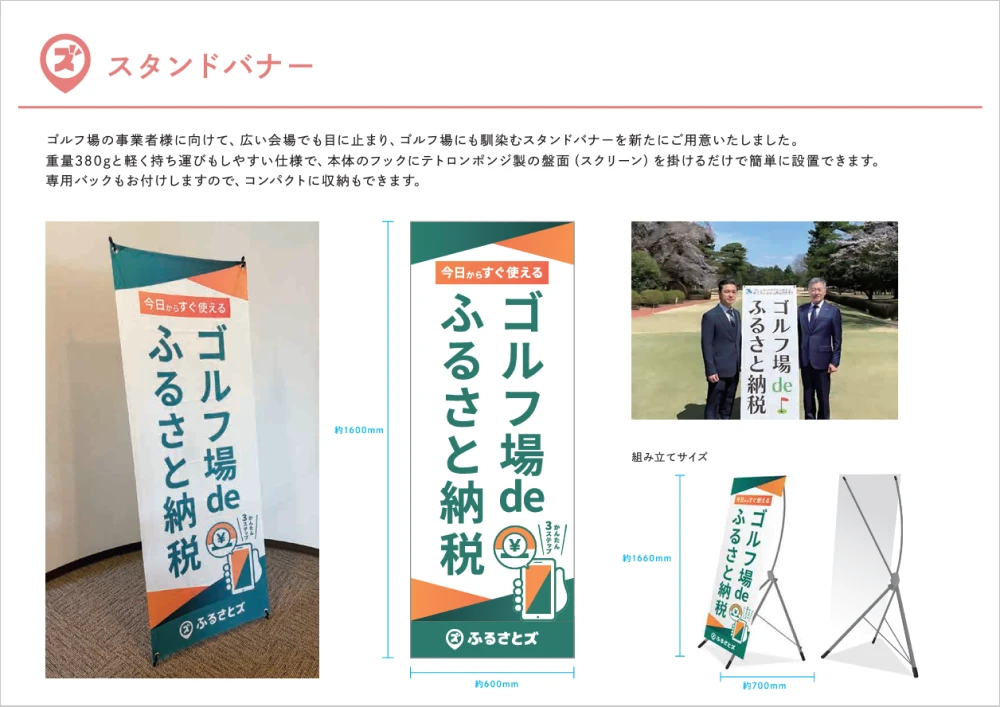 ズ
スタンドバナー
ゴルフ場の事業者様に向けて、広い会場でも目に止まり、ゴルフ場にも馴染むスタンドバナーを新たにご用意いたしました。
重量380gと軽く持ち運びもしやすい仕様で、本体のフックにテトロンポンジ製の盤面（スクリーン）を掛けるだけで簡単に設置できます。
専用バックもお付けしますので、コンパクトに収納もできます。
今日からすぐ使える
ゴルフ場de
ふるさと納税
かんたん
3ステップ
¥
ズ
ふるさとズ
約1600mm
今日からすぐ使える
ゴルフ場de
ふるさと納税
かんたん
3ステップ
¥
ズ
ふるさとズ
約600mm
ゴルフ場de
ふるさと納税
組み立てサイズ
約1660mm
今日からすぐ使える
ゴルフ場de
ふるさと納税
¥
ふるさとズ
約700mm